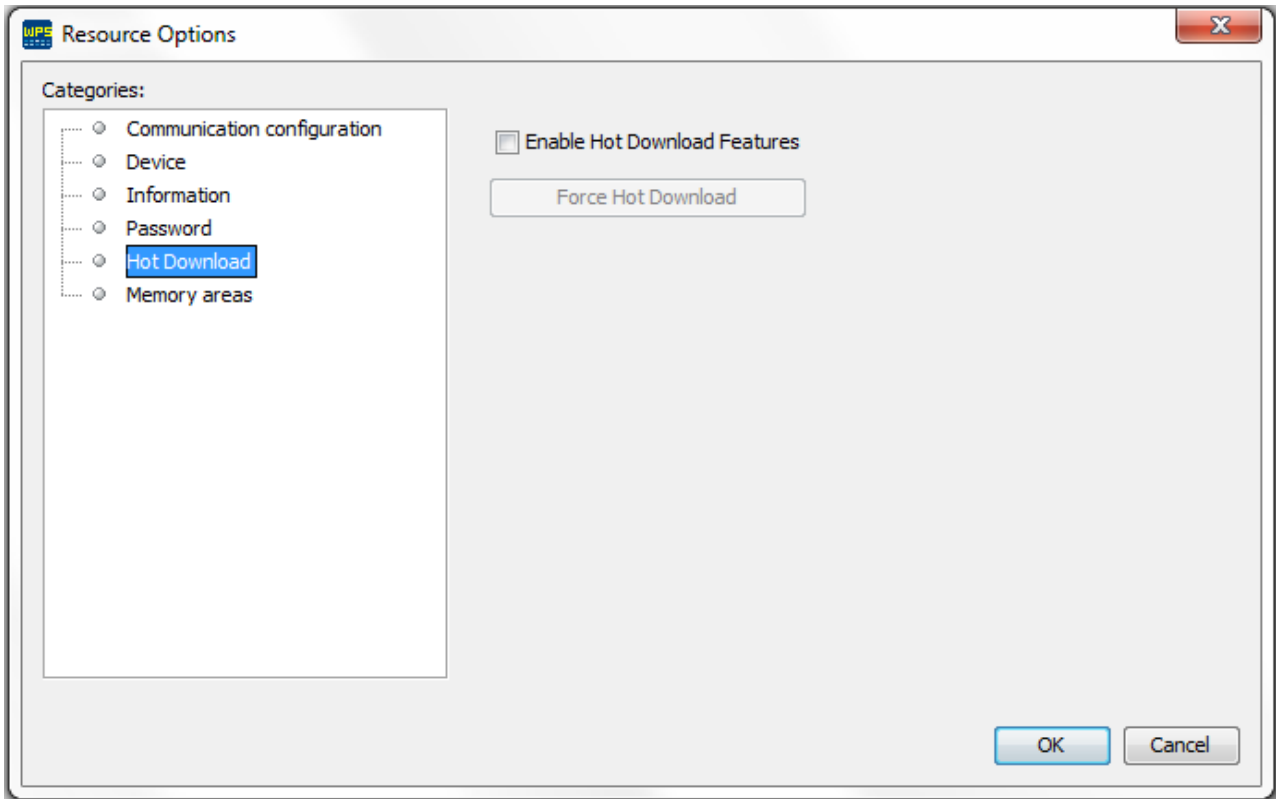 WPS Resource Options
Categories:
Communication configuration
Device
Information
Password
Hot Download
Memory areas
Enable Hot Download Features
Force Hot Download
OK Cancel